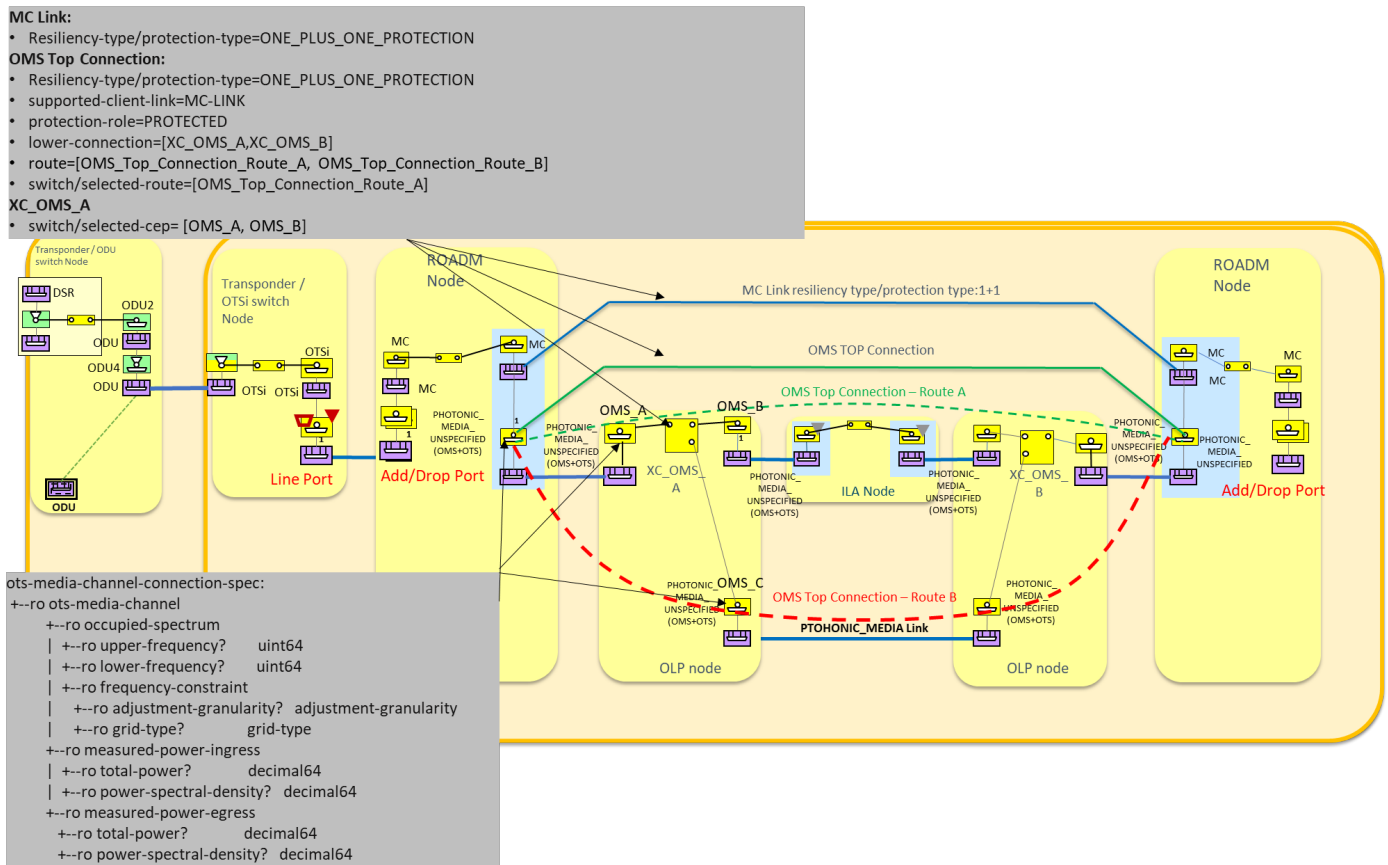 MC Link:
• Resiliency-type/protection-type=ONE_PLUS_ONE_PROTECTION
OMS Top Connection:
• Resiliency-type/protection-type=ONE_PLUS_ONE_PROTECTION
• supported-client-link=MC-LINK
• protection-role=PROTECTED
• lower-connection=[XC_OMS_A,XC_OMS_B]
• route=[OMS_Top_Connection_Route_A, OMS_Top_Connection_Route_B]
• switch/selected-route=[OMS_Top_Connection_Route_A]
XC_OMS_A
• switch/selected-cep= [OMS_A, OMS_B]
Transponder / ODU
switch Node
DSR
ODU2
ODU
ODU4
ODU
ODU
Transponder /
OTSi switch
Node
OTSi
OTSi
OTSi
1
Line Port
ROADM
Node
MC
MC
MC
1
Add/Drop Port
PHOTONIC_
MEDIA_
UNSPECIFIED
(OMS+OTS)
1
MC Link resiliency type/protection type:1+1
OMS TOP Connection
OMS Top Connection – Route A
PHOTONIC_
MEDIA_
UNSPECIFIED
(OMS+OTS)
OMS_A
OMS_B
1
XC_OMS_
A
PHOTONIC_
MEDIA_
UNSPECIFIED
(OMS+OTS)
ILA Node
PHOTONIC_
MEDIA_
UNSPECIFIED
(OMS+OTS)
XC_OMS_
B
PHOTONIC_
MEDIA_
UNSPECIFIED
(OMS+OTS)
ROADM
Node
MC
MC
MC
PHOTONIC_
MEDIA_
UNSPECIFIED
Add/Drop Port
PHOTONIC_
MEDIA_
UNSPECIFIED
(OMS+OTS)
OMS_C
OMS Top Connection – Route B
PTOHONIC_MEDIA Link
PHOTONIC_
MEDIA_
UNSPECIFIED
(OMS+OTS)
OLP node
OLP node
ots-media-channel-connection-spec:
+--ro ots-media-channel
+--ro occupied-spectrum
| +--ro upper-frequency? uint64
| +--ro lower-frequency? uint64
| +--ro frequency-constraint
| +--ro adjustment-granularity? adjustment-granularity
| +--ro grid-type? grid-type
+--ro measured-power-ingress
| +--ro total-power? decimal64
| +--ro power-spectral-density? decimal64
+--ro measured-power-egress
+--ro total-power? decimal64
+--ro power-spectral-density? decimal64